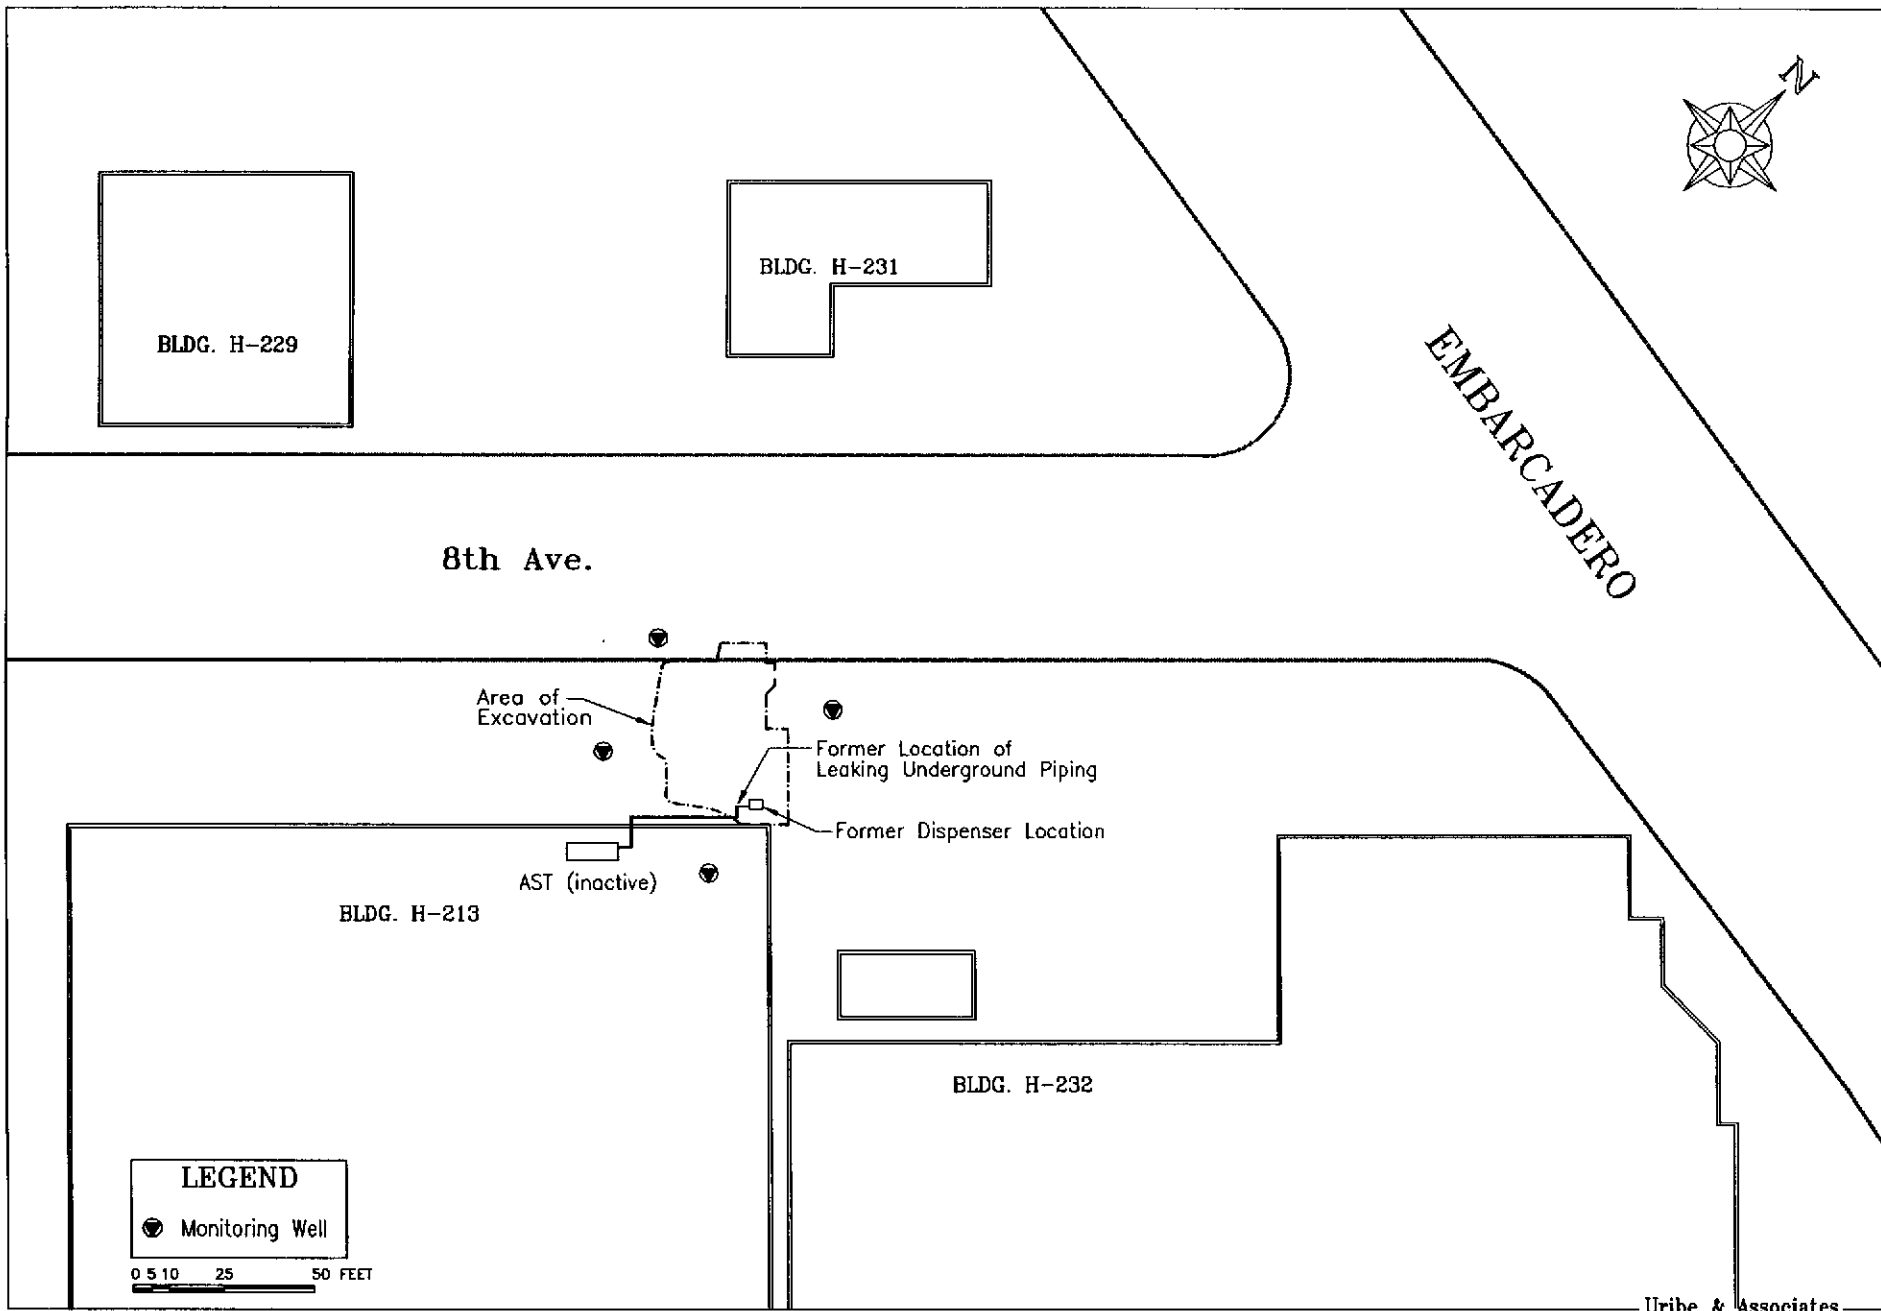 N
BLDG. H-231
BLDG. H-229
EMBARCADERO
8th Ave.
Area of
Excavation
Former Location of
Leaking Underground Piping
Former Dispenser Location
AST (inactive)
BLDG. H-213
BLDG. H-232
LEGEND
Monitoring Well
0 5 10 25 50 FEET
Uribe & Associates